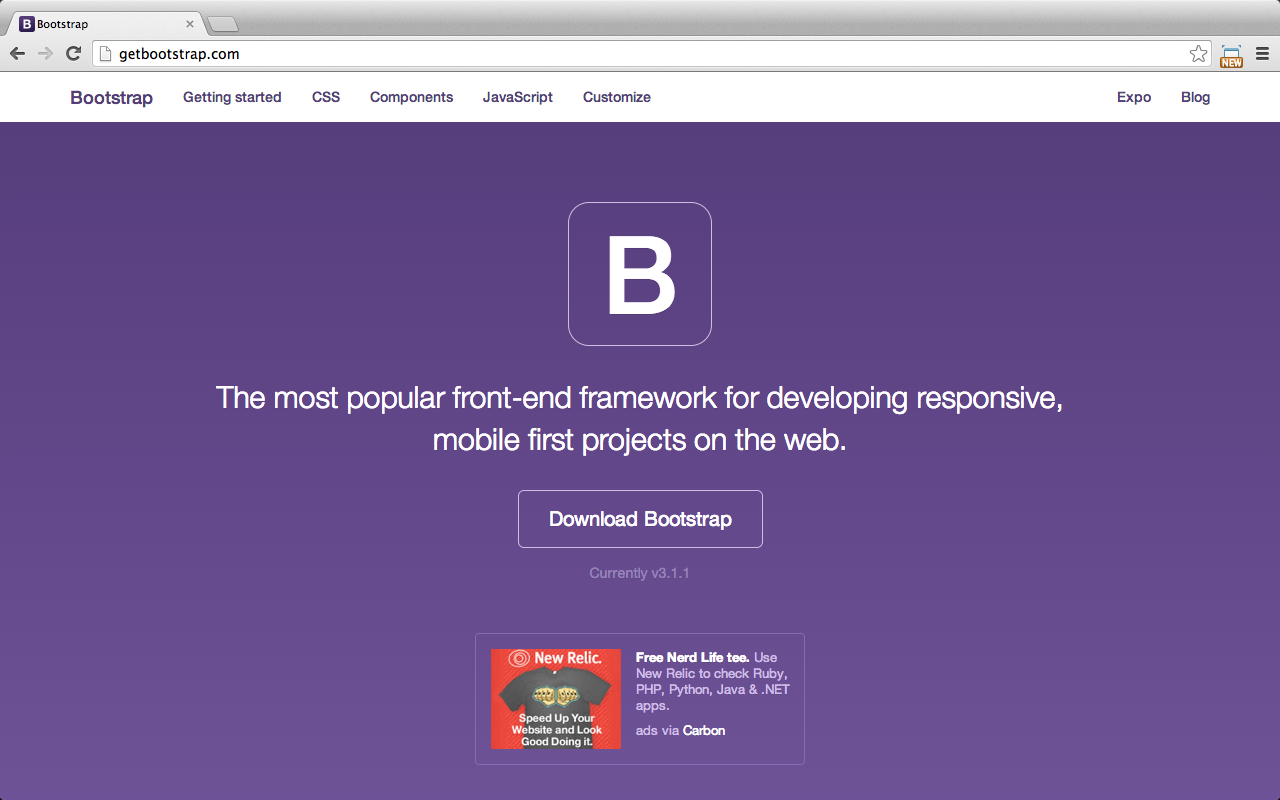 B Bootstrap
getbootstrap.com
NEW
Bootstrap Getting started CSS Components JavaScript Customize Expo Blog
B
The most popular front-end framework for developing responsive,
mobile first projects on the web.
Download Bootstrap
Currently v3.1.1
New Relic.
Speed Up Your
Website and Look
Good Doing it.
Free Nerd Life tee. Use
New Relic to check Ruby,
PHP, Python, Java & .NET
apps.
ads via Carbon